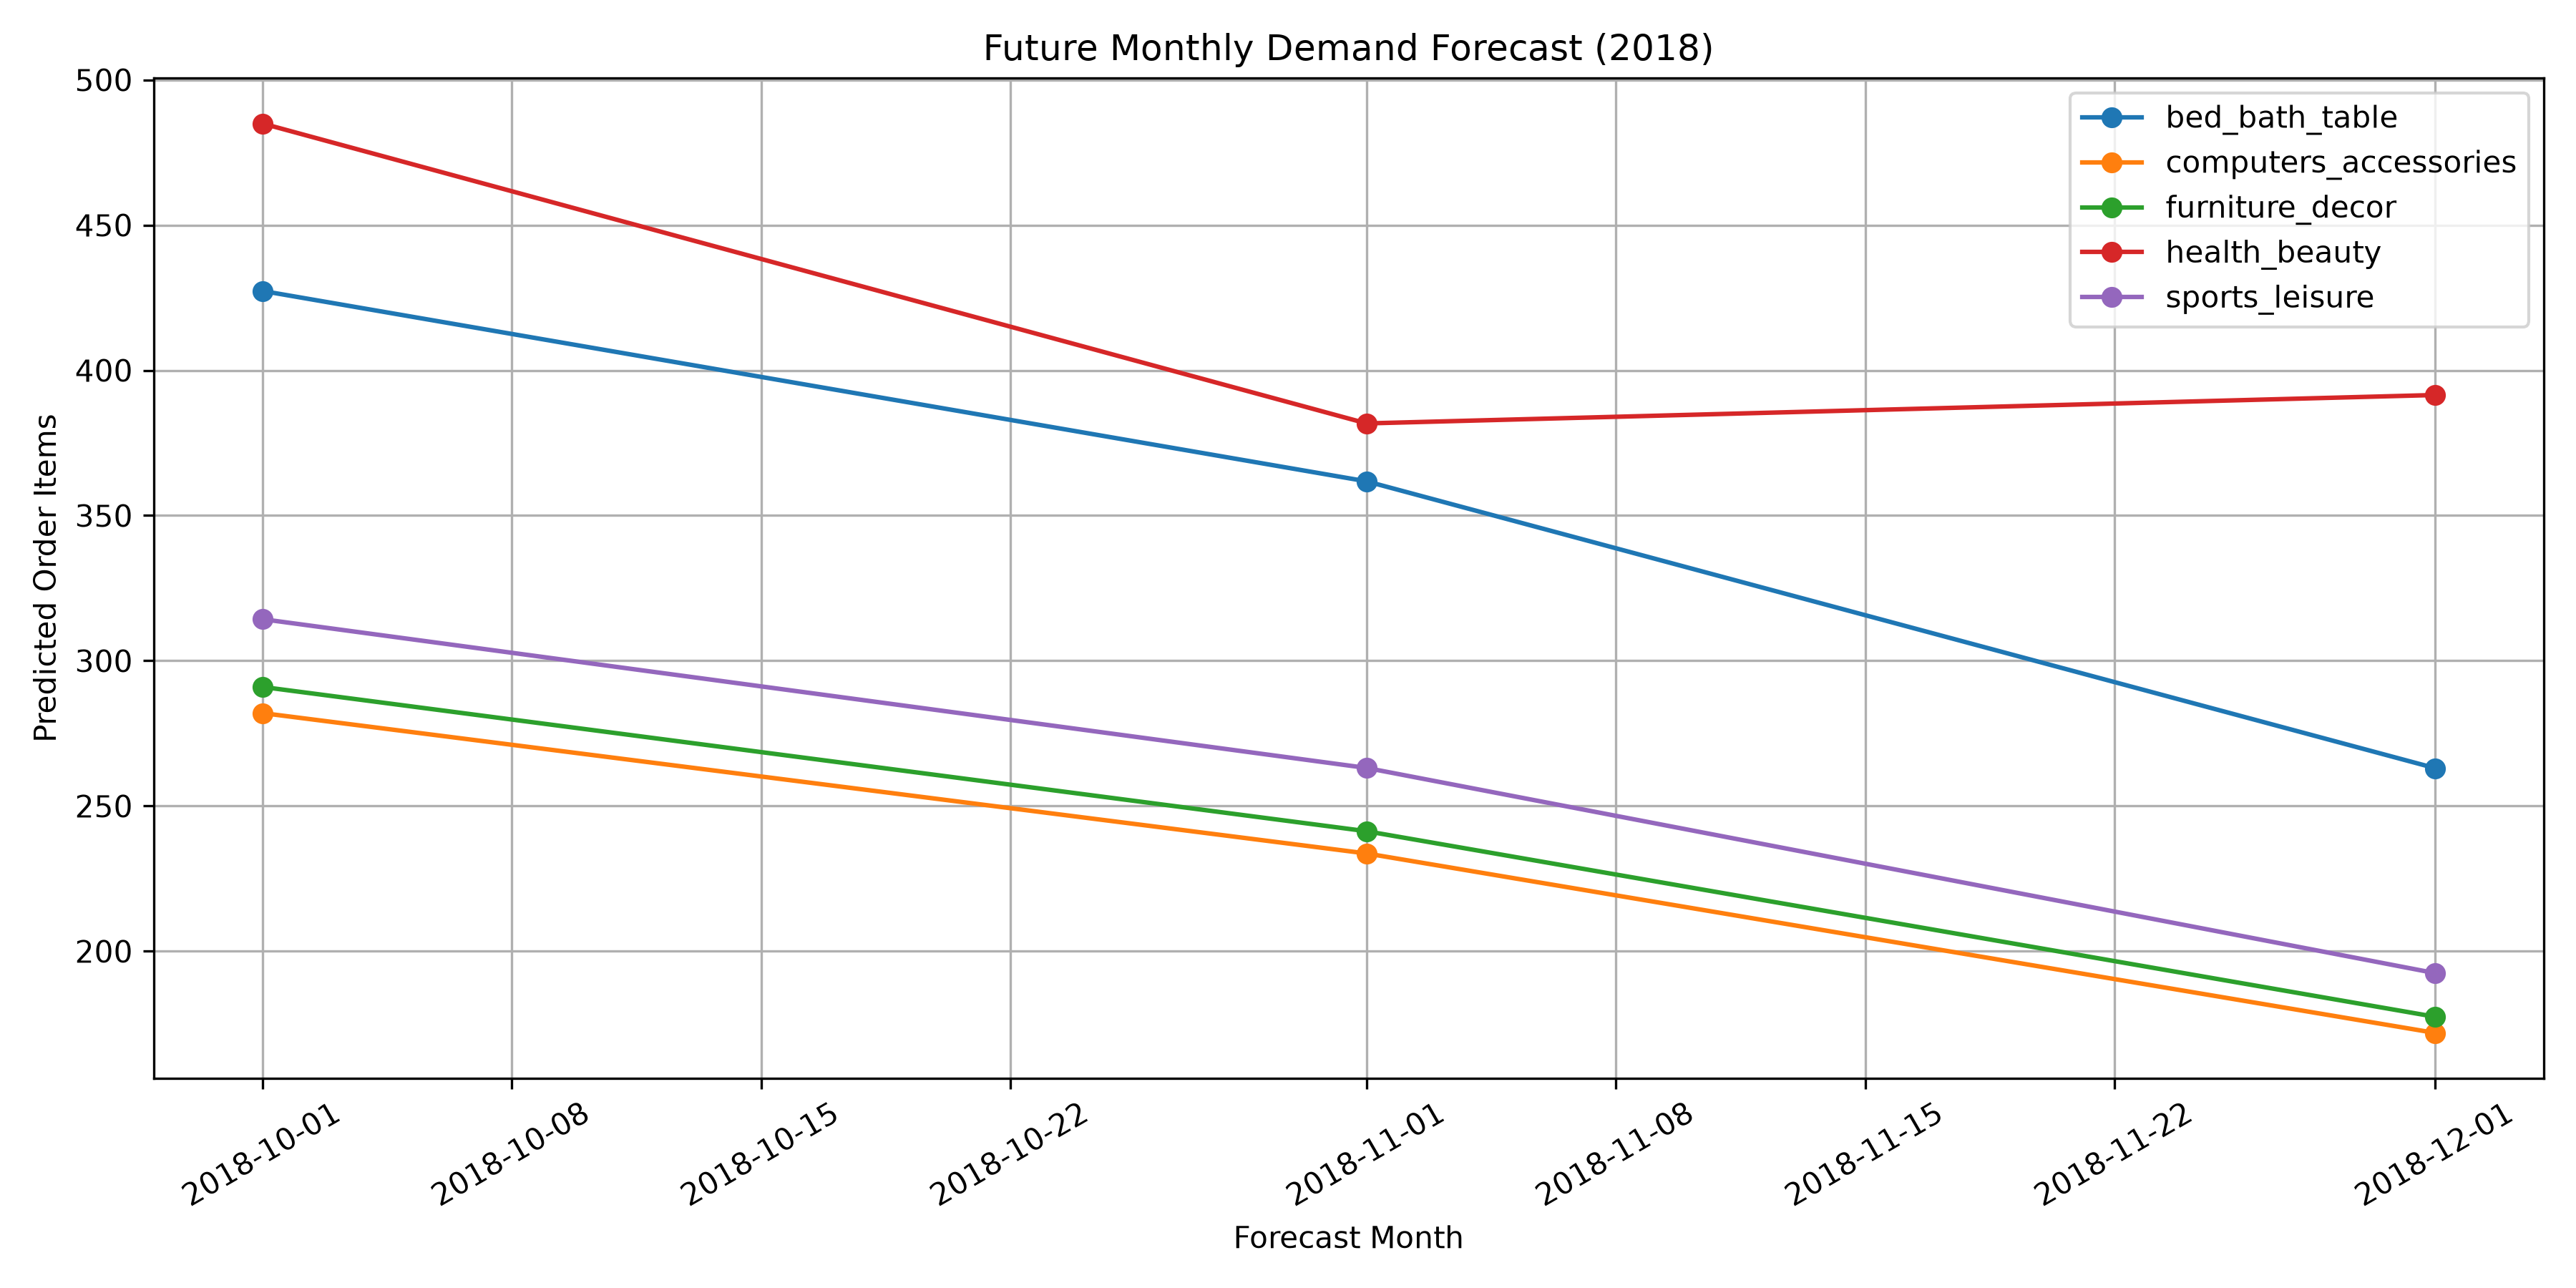 Future Monthly Demand Forecast (2018)
bed_bath_table
computers_accessories
furniture_decor
health_beauty
sports_leisure
Predicted Order Items
500
450
400
350
300
250
200
2018-10-01
2018-10-08
2018-10-15
2018-10-22
2018-11-01
2018-11-08
2018-11-15
2018-11-22
2018-12-01
Forecast Month